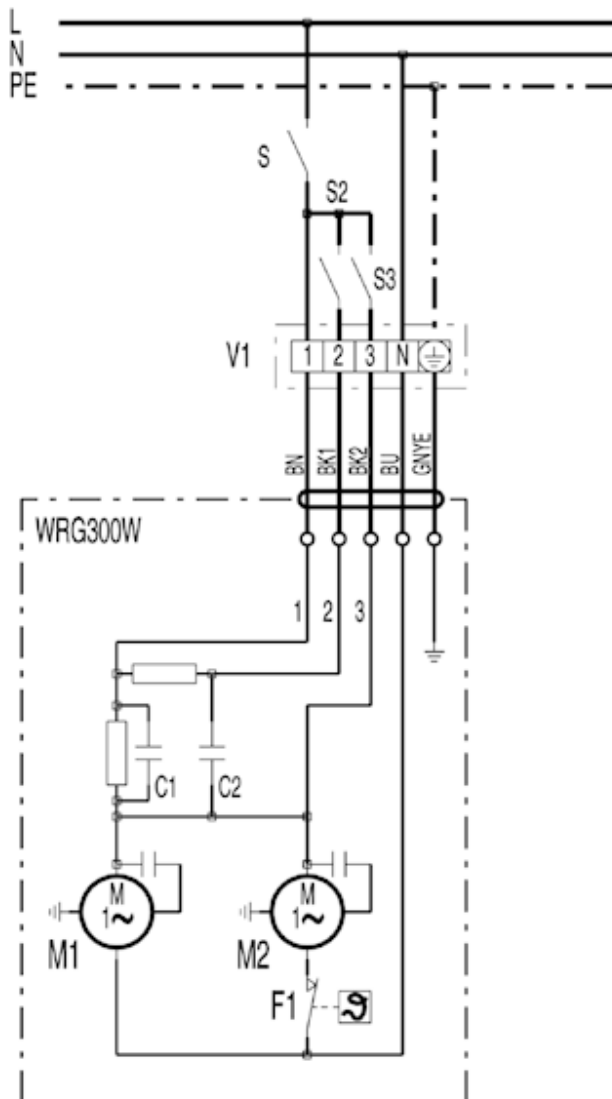 L
N
PE
S
S2
S3
V1
1 2 3 N
BN BK1 BK2 BU GNYE
WRG300W
1 2 3
C1 C2
M 1~
M 1~
M1 M2
F1 ϑ